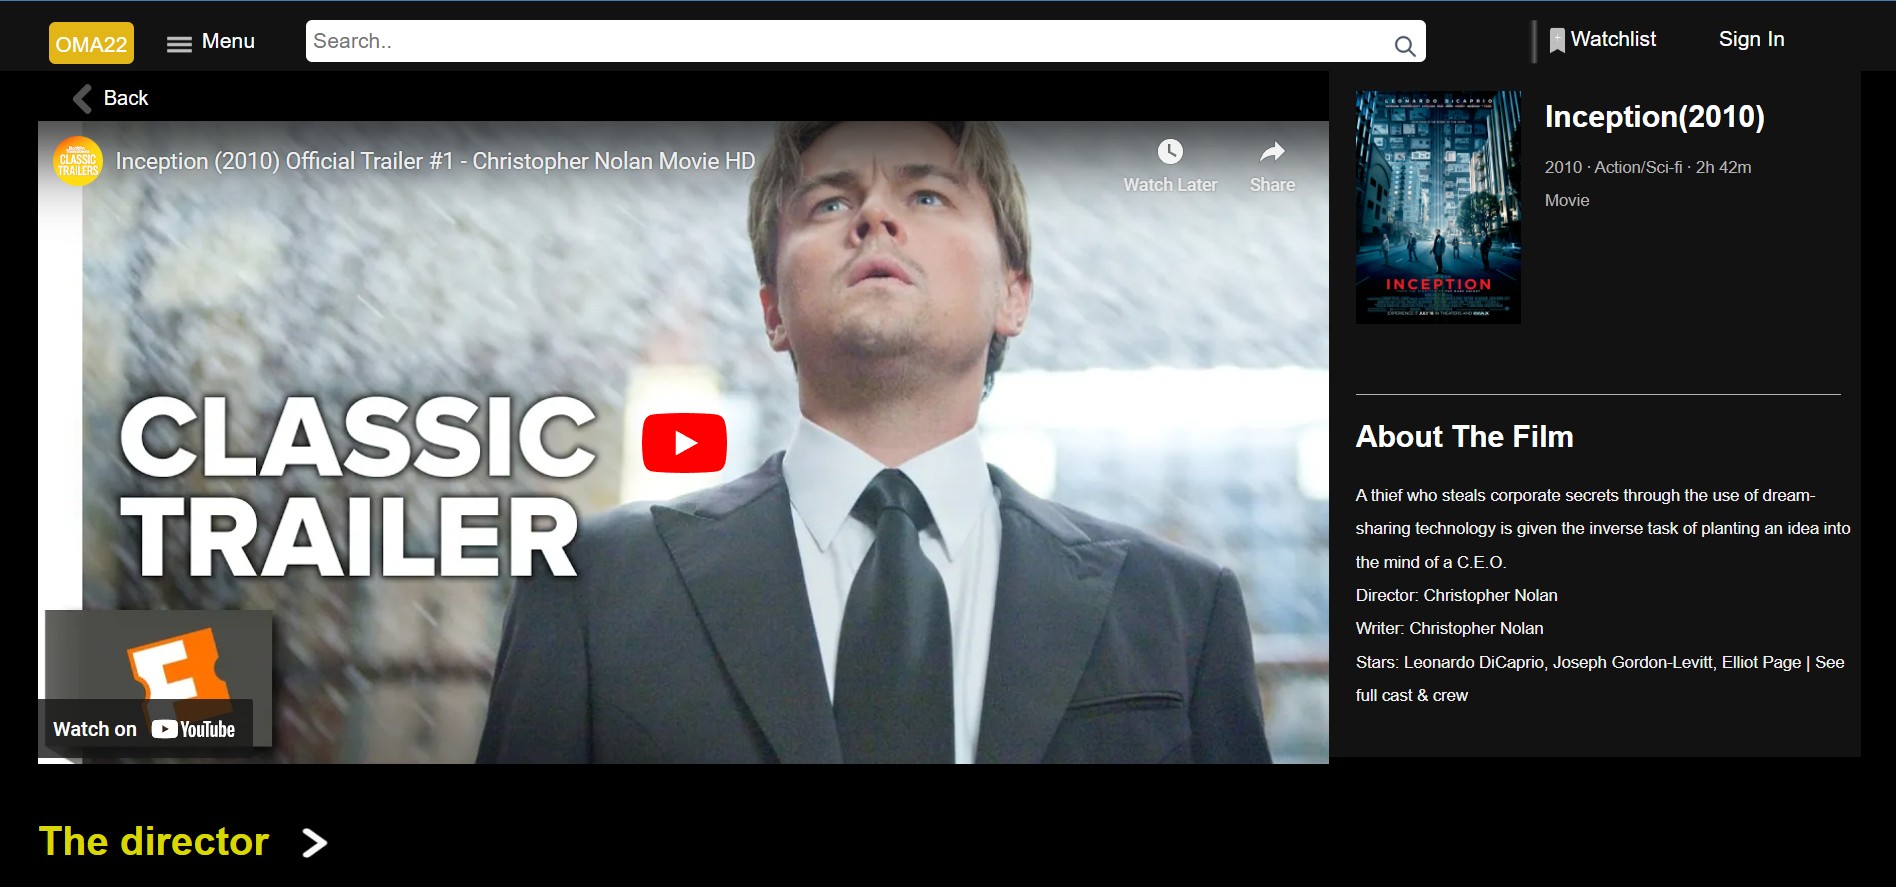 OMA22
Menu
Search..
Watchlist
Sign In
Back
CLASSIC
TRAILERS
Inception (2010) Official Trailer #1 - Christopher Nolan Movie HD
Watch Later
Share
CLASSIC
TRAILER
Watch on YouTube
LEONARDO DICAPRIO
INCEPTION
Inception(2010)
2010 · Action/Sci-fi · 2h 42m
Movie
About The Film
A thief who steals corporate secrets through the use of dream-
sharing technology is given the inverse task of planting an idea into
the mind of a C.E.O.
Director: Christopher Nolan
Writer: Christopher Nolan
Stars: Leonardo DiCaprio, Joseph Gordon-Levitt, Elliot Page | See
full cast & crew
The director